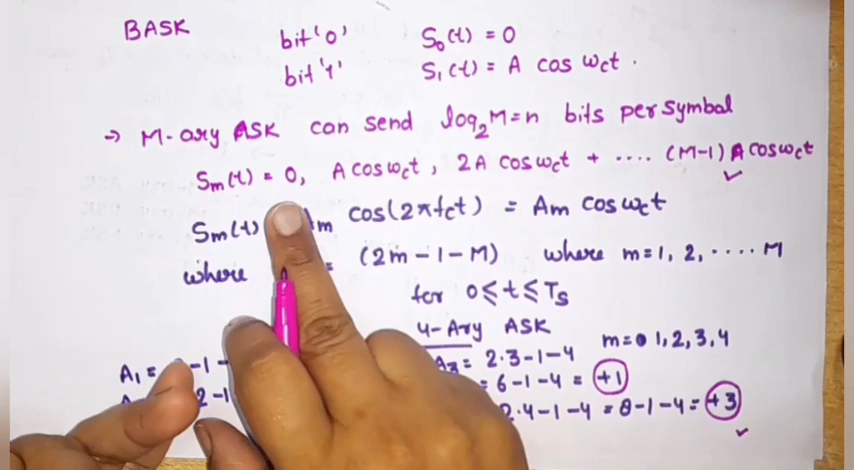 BASK
bit '0' S₀(t) = 0
bit '1' S₁(t) = A cos ωct .
→ M-ary ASK can send log₂M=n bits per symbol
Sm(t) = 0, A cos ωct, 2A cos ωct + .... (M-1) A cos ωct ✓
Sm(t) m cos(2πfct) = Am cos ωct
where = (2m-1-M) where m=1, 2, .... M
for 0 ≤ t ≤ Ts
4-Ary ASK m= 1,2,3,4
A₁ = -1- A₃ = 2·3-1-4
= 6-1-4 = +1
2-1 2·4-1-4 = 8-1-4 = +3 ✓